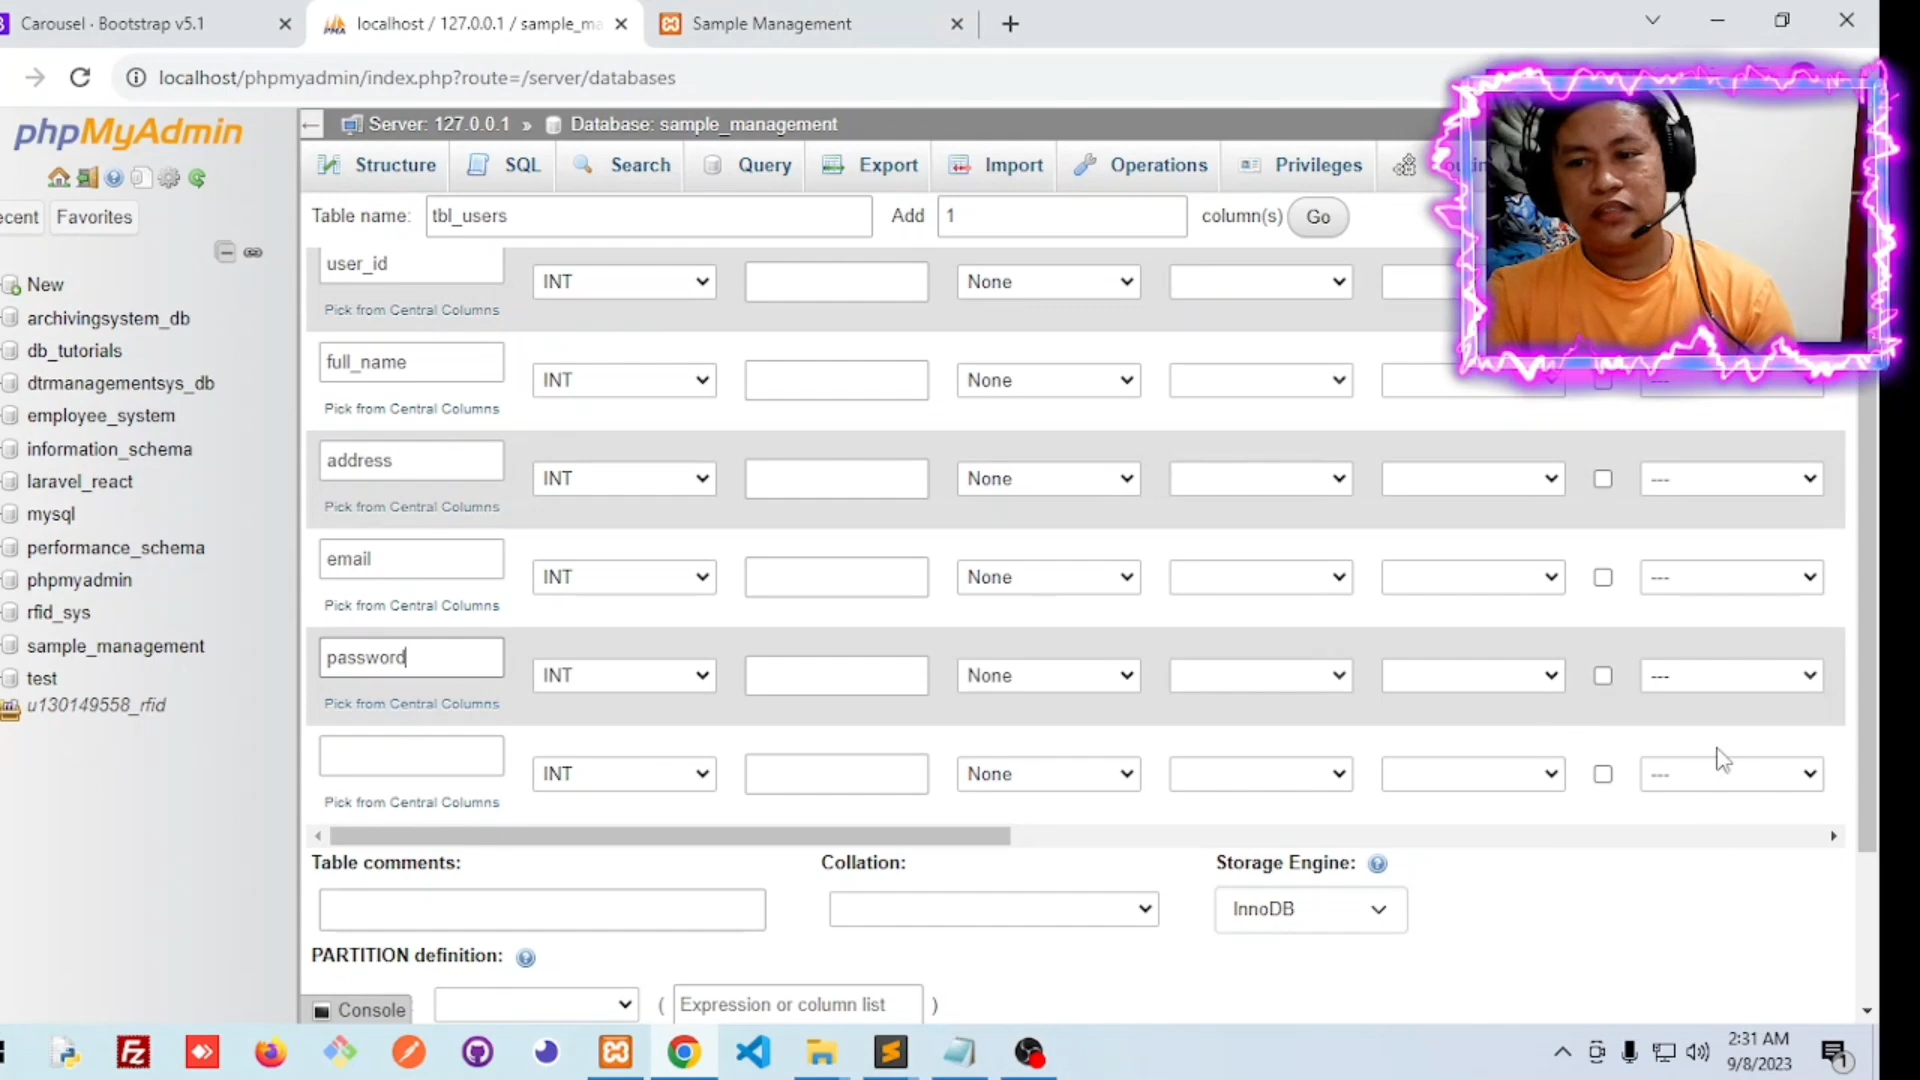 Carousel · Bootstrap v5.1
localhost / 127.0.0.1 / sample_ma
Sample Management
localhost/phpmyadmin/index.php?route=/server/databases
phpMyAdmin
Server: 127.0.0.1 » Database: sample_management
Structure SQL Search Query Export Import Operations Privileges
ecent Favorites
Table name: tbl_users Add 1 column(s) Go
New
archivingsystem_db
db_tutorials
dtrmanagementsys_db
employee_system
information_schema
laravel_react
mysql
performance_schema
phpmyadmin
rfid_sys
sample_management
test
u130149558_rfid
user_id INT None
Pick from Central Columns
full_name INT None ---
Pick from Central Columns
address INT None ---
Pick from Central Columns
email INT None ---
Pick from Central Columns
password INT None ---
Pick from Central Columns
INT None ---
Pick from Central Columns
Table comments: Collation: Storage Engine:
InnoDB
PARTITION definition:
Console ( Expression or column list )
2:31 AM
9/8/2023
1